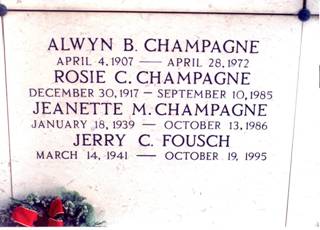 ALWYN B. CHAMPAGNE
APRIL 4, 1907 — APRIL 28, 1972
ROSIE C. CHAMPAGNE
DECEMBER 30, 1917 — SEPTEMBER 10, 1985
JEANETTE M. CHAMPAGNE
JANUARY 18, 1939 — OCTOBER 13, 1986
JERRY C. FOUSCH
MARCH 14, 1941 — OCTOBER 19, 1995